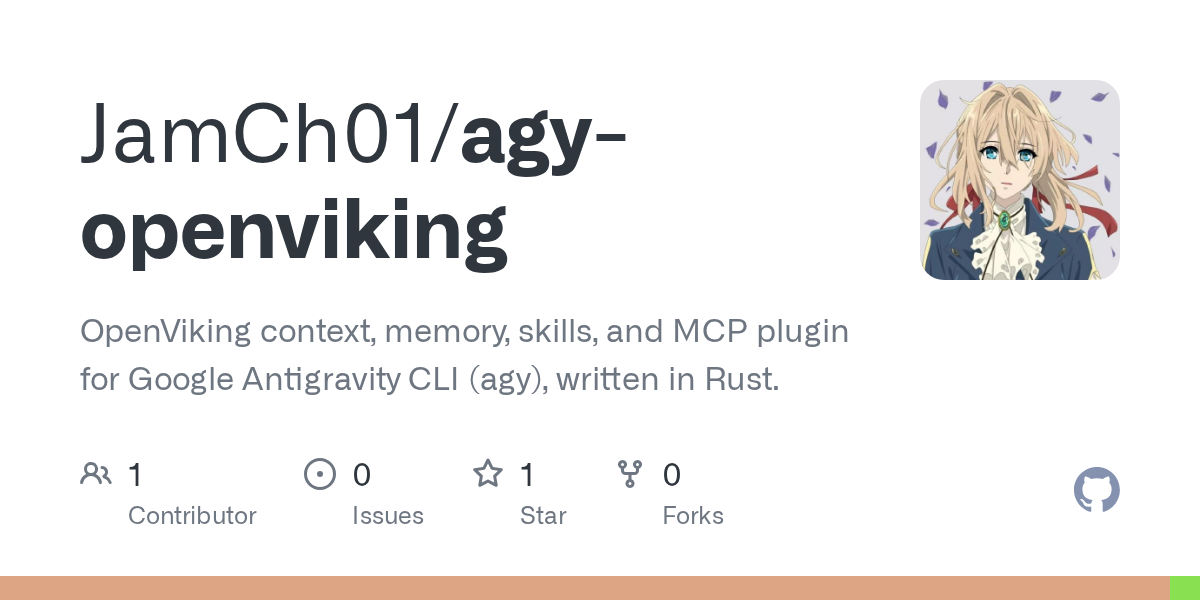 JamCh01/agy-
openviking
OpenViking context, memory, skills, and MCP plugin
for Google Antigravity CLI (agy), written in Rust.
1 0 1 0
Contributor Issues Star Forks